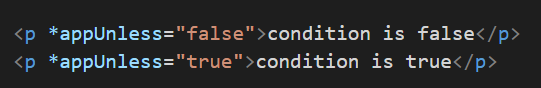 <p *appUnless="false">condition is false</p>
<p *appUnless="true">condition is true</p>